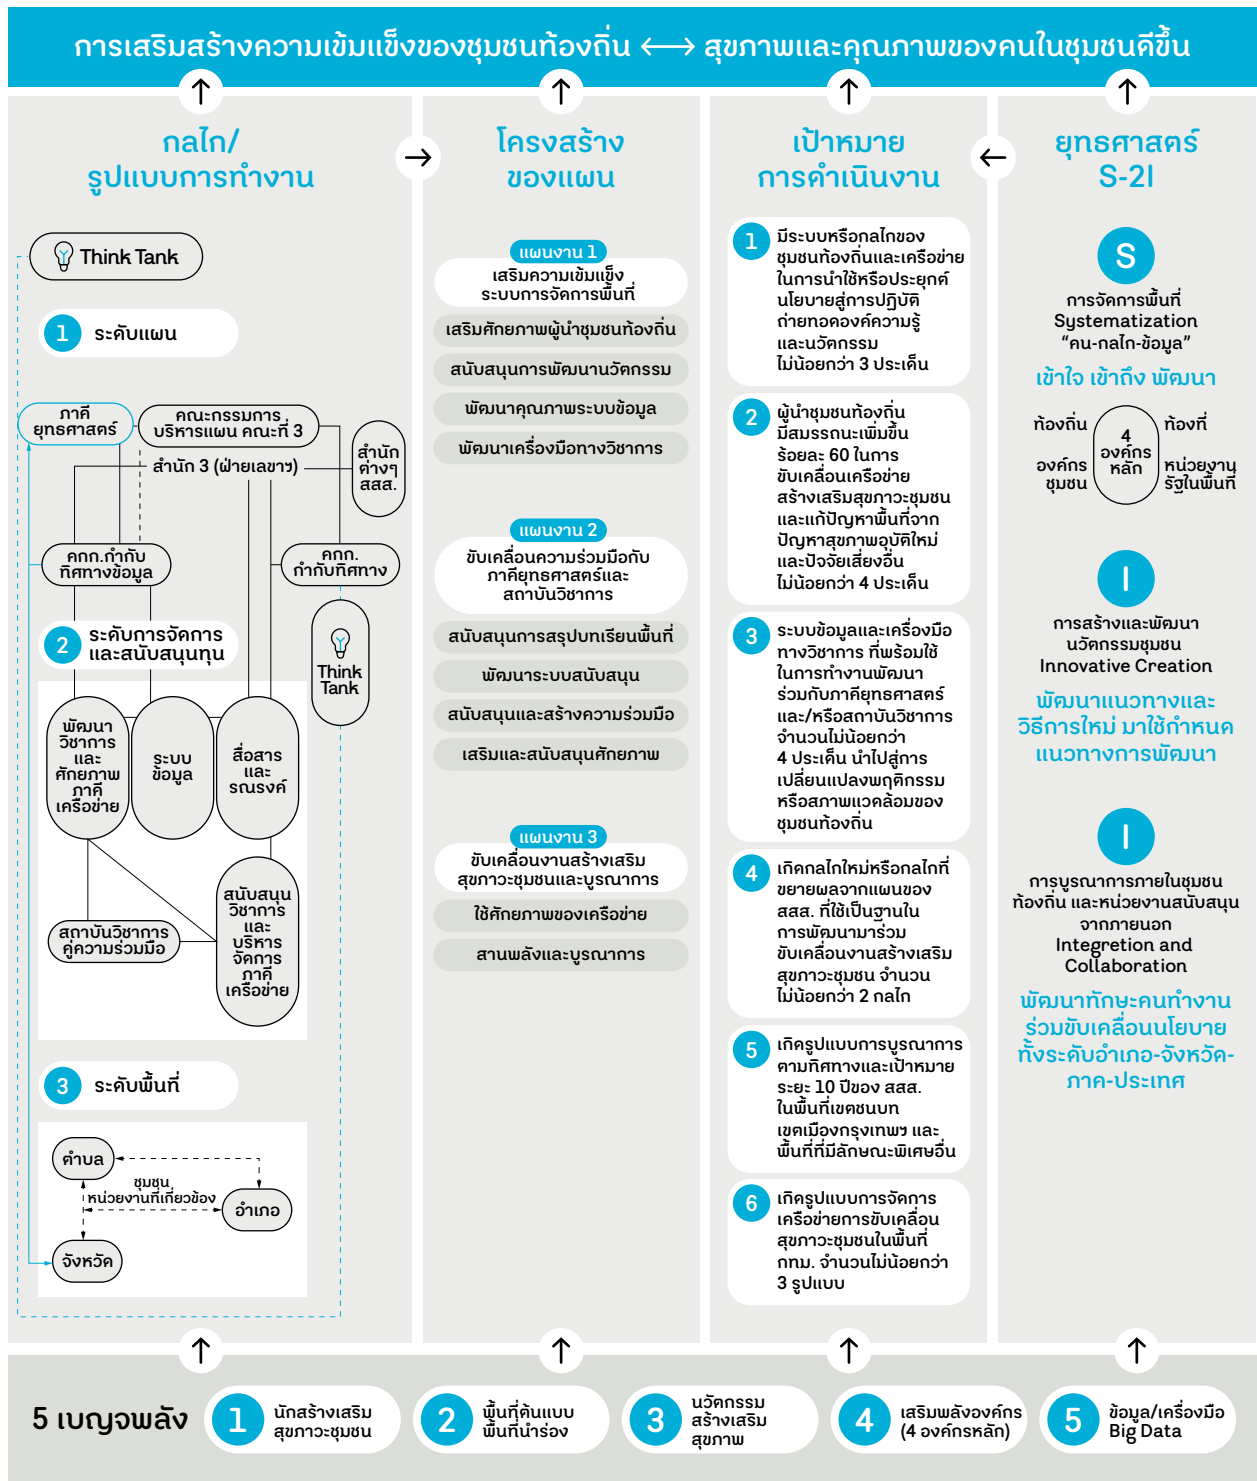 การเสริมสร้างความเข้มแข็งของชุมชนท้องถิ่น ⟷ สุขภาพและคุณภาพของคนในชุมชนดีขึ้น
กลไก/
รูปแบบการทำงาน
Think Tank
1 ระดับแผน
ภาคี
ยุทธศาสตร์
คณะกรรมการ
บริหารแผน คณะที่ 3
สำนัก 3 (ฝ่ายเลขาฯ)
สำนัก
ต่างๆ
สสส.
คกก.กำกับ
ทิศทางข้อมูล
คกก.
กำกับทิศทาง
2 ระดับการจัดการ
และสนับสนุนทุน
Think
Tank
พัฒนา
วิชาการ
และ
ศักยภาพ
ภาคี
เครือข่าย
ระบบ
ข้อมูล
สื่อสาร
และ
รณรงค์
สถาบันวิชาการ
คู่ความร่วมมือ
สนับสนุน
วิชาการ
และ
บริหาร
จัดการ
ภาคี
เครือข่าย
3 ระดับพื้นที่
ตำบล
ชุมชน
หน่วยงานที่เกี่ยวข้อง
อำเภอ
จังหวัด
โครงสร้าง
ของแผน
แผนงาน 1
เสริมความเข้มแข็ง
ระบบการจัดการพื้นที่
เสริมศักยภาพผู้นำชุมชนท้องถิ่น
สนับสนุนการพัฒนานวัตกรรม
พัฒนาคุณภาพระบบข้อมูล
พัฒนาเครื่องมือทางวิชาการ
แผนงาน 2
ขับเคลื่อนความร่วมมือกับ
ภาคียุทธศาสตร์และ
สถาบันวิชาการ
สนับสนุนการสรุปบทเรียนพื้นที่
พัฒนาระบบสนับสนุน
สนับสนุนและสร้างความร่วมมือ
เสริมและสนับสนุนศักยภาพ
แผนงาน 3
ขับเคลื่อนงานสร้างเสริม
สุขภาวะชุมชนและบูรณาการ
ใช้ศักยภาพของเครือข่าย
สานพลังและบูรณาการ
เป้าหมาย
การดำเนินงาน
1 มีระบบหรือกลไกของ
ชุมชนท้องถิ่นและเครือข่าย
ในการนำใช้หรือประยุกต์
นโยบายสู่การปฏิบัติ
ถ่ายทอดองค์ความรู้
และนวัตกรรม
ไม่น้อยกว่า 3 ประเด็น
2 ผู้นำชุมชนท้องถิ่น
มีสมรรถนะเพิ่มขึ้น
ร้อยละ 60 ในการ
ขับเคลื่อนเครือข่าย
สร้างเสริมสุขภาวะชุมชน
และแก้ปัญหาพื้นที่จาก
ปัญหาสุขภาพอุบัติใหม่
และปัจจัยเสี่ยงอื่น
ไม่น้อยกว่า 4 ประเด็น
3 ระบบข้อมูลและเครื่องมือ
ทางวิชาการ ที่พร้อมใช้
ในการทำงานพัฒนา
ร่วมกับภาคียุทธศาสตร์
และ/หรือสถาบันวิชาการ
จำนวนไม่น้อยกว่า
4 ประเด็น นำไปสู่การ
เปลี่ยนแปลงพฤติกรรม
หรือสภาพแวดล้อมของ
ชุมชนท้องถิ่น
4 เกิดกลไกใหม่หรือกลไกที่
ขยายผลจากแผนของ
สสส. ที่ใช้เป็นฐานใน
การพัฒนามาร่วม
ขับเคลื่อนงานสร้างเสริม
สุขภาวะชุมชน จำนวน
ไม่น้อยกว่า 2 กลไก
5 เกิดรูปแบบการบูรณาการ
ตามทิศทางและเป้าหมาย
ระยะ 10 ปีของ สสส.
ในพื้นที่เขตชนบท
เขตเมืองกรุงเทพฯ และ
พื้นที่ที่มีลักษณะพิเศษอื่น
6 เกิดรูปแบบการจัดการ
เครือข่ายการขับเคลื่อน
สุขภาวะชุมชนในพื้นที่
กทม. จำนวนไม่น้อยกว่า
3 รูปแบบ
ยุทธศาสตร์
S-2I
S
การจัดการพื้นที่
Systematization
“คน-กลไก-ข้อมูล”
เข้าใจ เข้าถึง พัฒนา
ท้องถิ่น
ท้องที่
4
องค์กร
หลัก
องค์กร
ชุมชน
หน่วยงาน
รัฐในพื้นที่
I
การสร้างและพัฒนา
นวัตกรรมชุมชน
Innovative Creation
พัฒนาแนวทางและ
วิธีการใหม่ มาใช้กำหนด
แนวทางการพัฒนา
I
การบูรณาการภายในชุมชน
ท้องถิ่น และหน่วยงานสนับสนุน
จากภายนอก
Integretion and
Collaboration
พัฒนาทักษะคนทำงาน
ร่วมขับเคลื่อนนโยบาย
ทั้งระดับอำเภอ-จังหวัด-
ภาค-ประเทศ
5 เบญจพลัง
1 นักสร้างเสริม
สุขภาวะชุมชน
2 พื้นที่ต้นแบบ
พื้นที่นำร่อง
3 นวัตกรรม
สร้างเสริม
สุขภาพ
4 เสริมพลังองค์กร
(4 องค์กรหลัก)
5 ข้อมูล/เครื่องมือ
Big Data